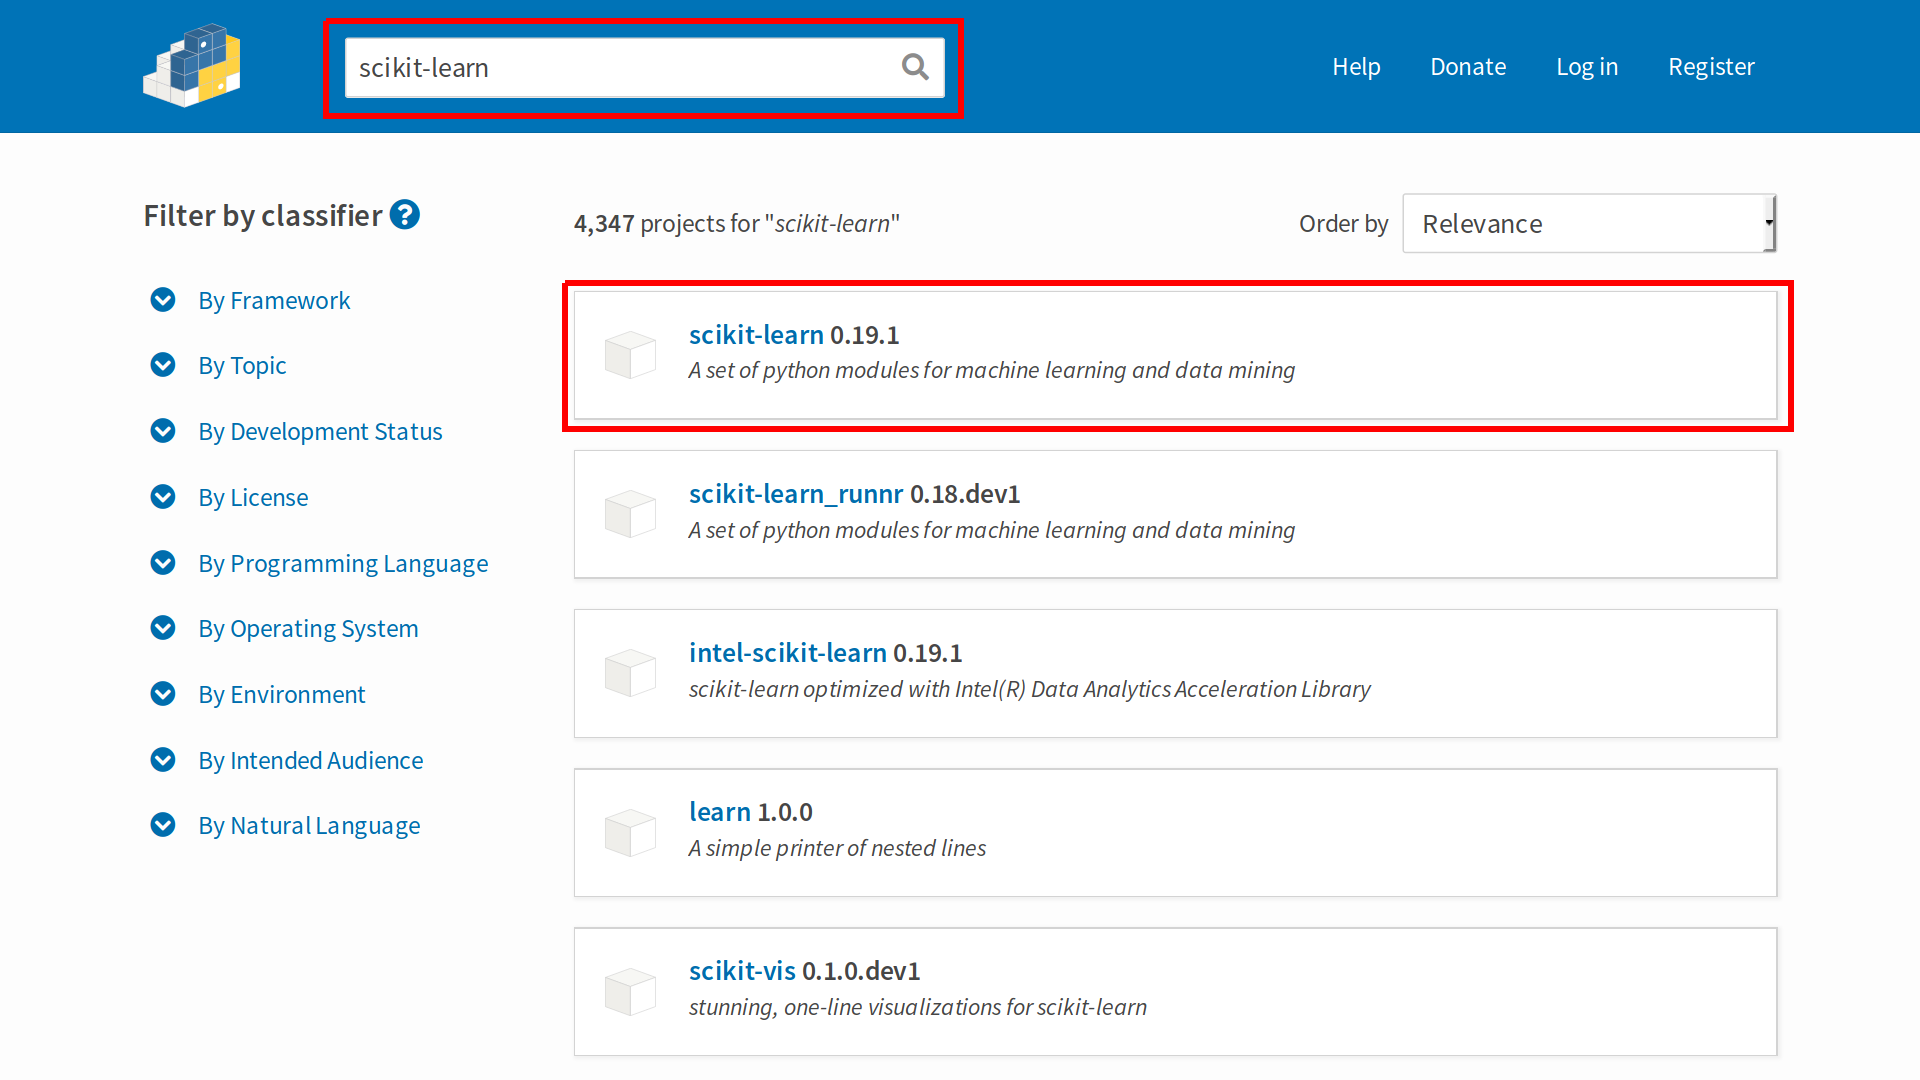 scikit-learn
Help Donate Log in Register
Filter by classifier
By Framework
By Topic
By Development Status
By License
By Programming Language
By Operating System
By Environment
By Intended Audience
By Natural Language
4,347 projects for "scikit-learn"
Order by Relevance
scikit-learn 0.19.1
A set of python modules for machine learning and data mining
scikit-learn_runnr 0.18.dev1
A set of python modules for machine learning and data mining
intel-scikit-learn 0.19.1
scikit-learn optimized with Intel(R) Data Analytics Acceleration Library
learn 1.0.0
A simple printer of nested lines
scikit-vis 0.1.0.dev1
stunning, one-line visualizations for scikit-learn